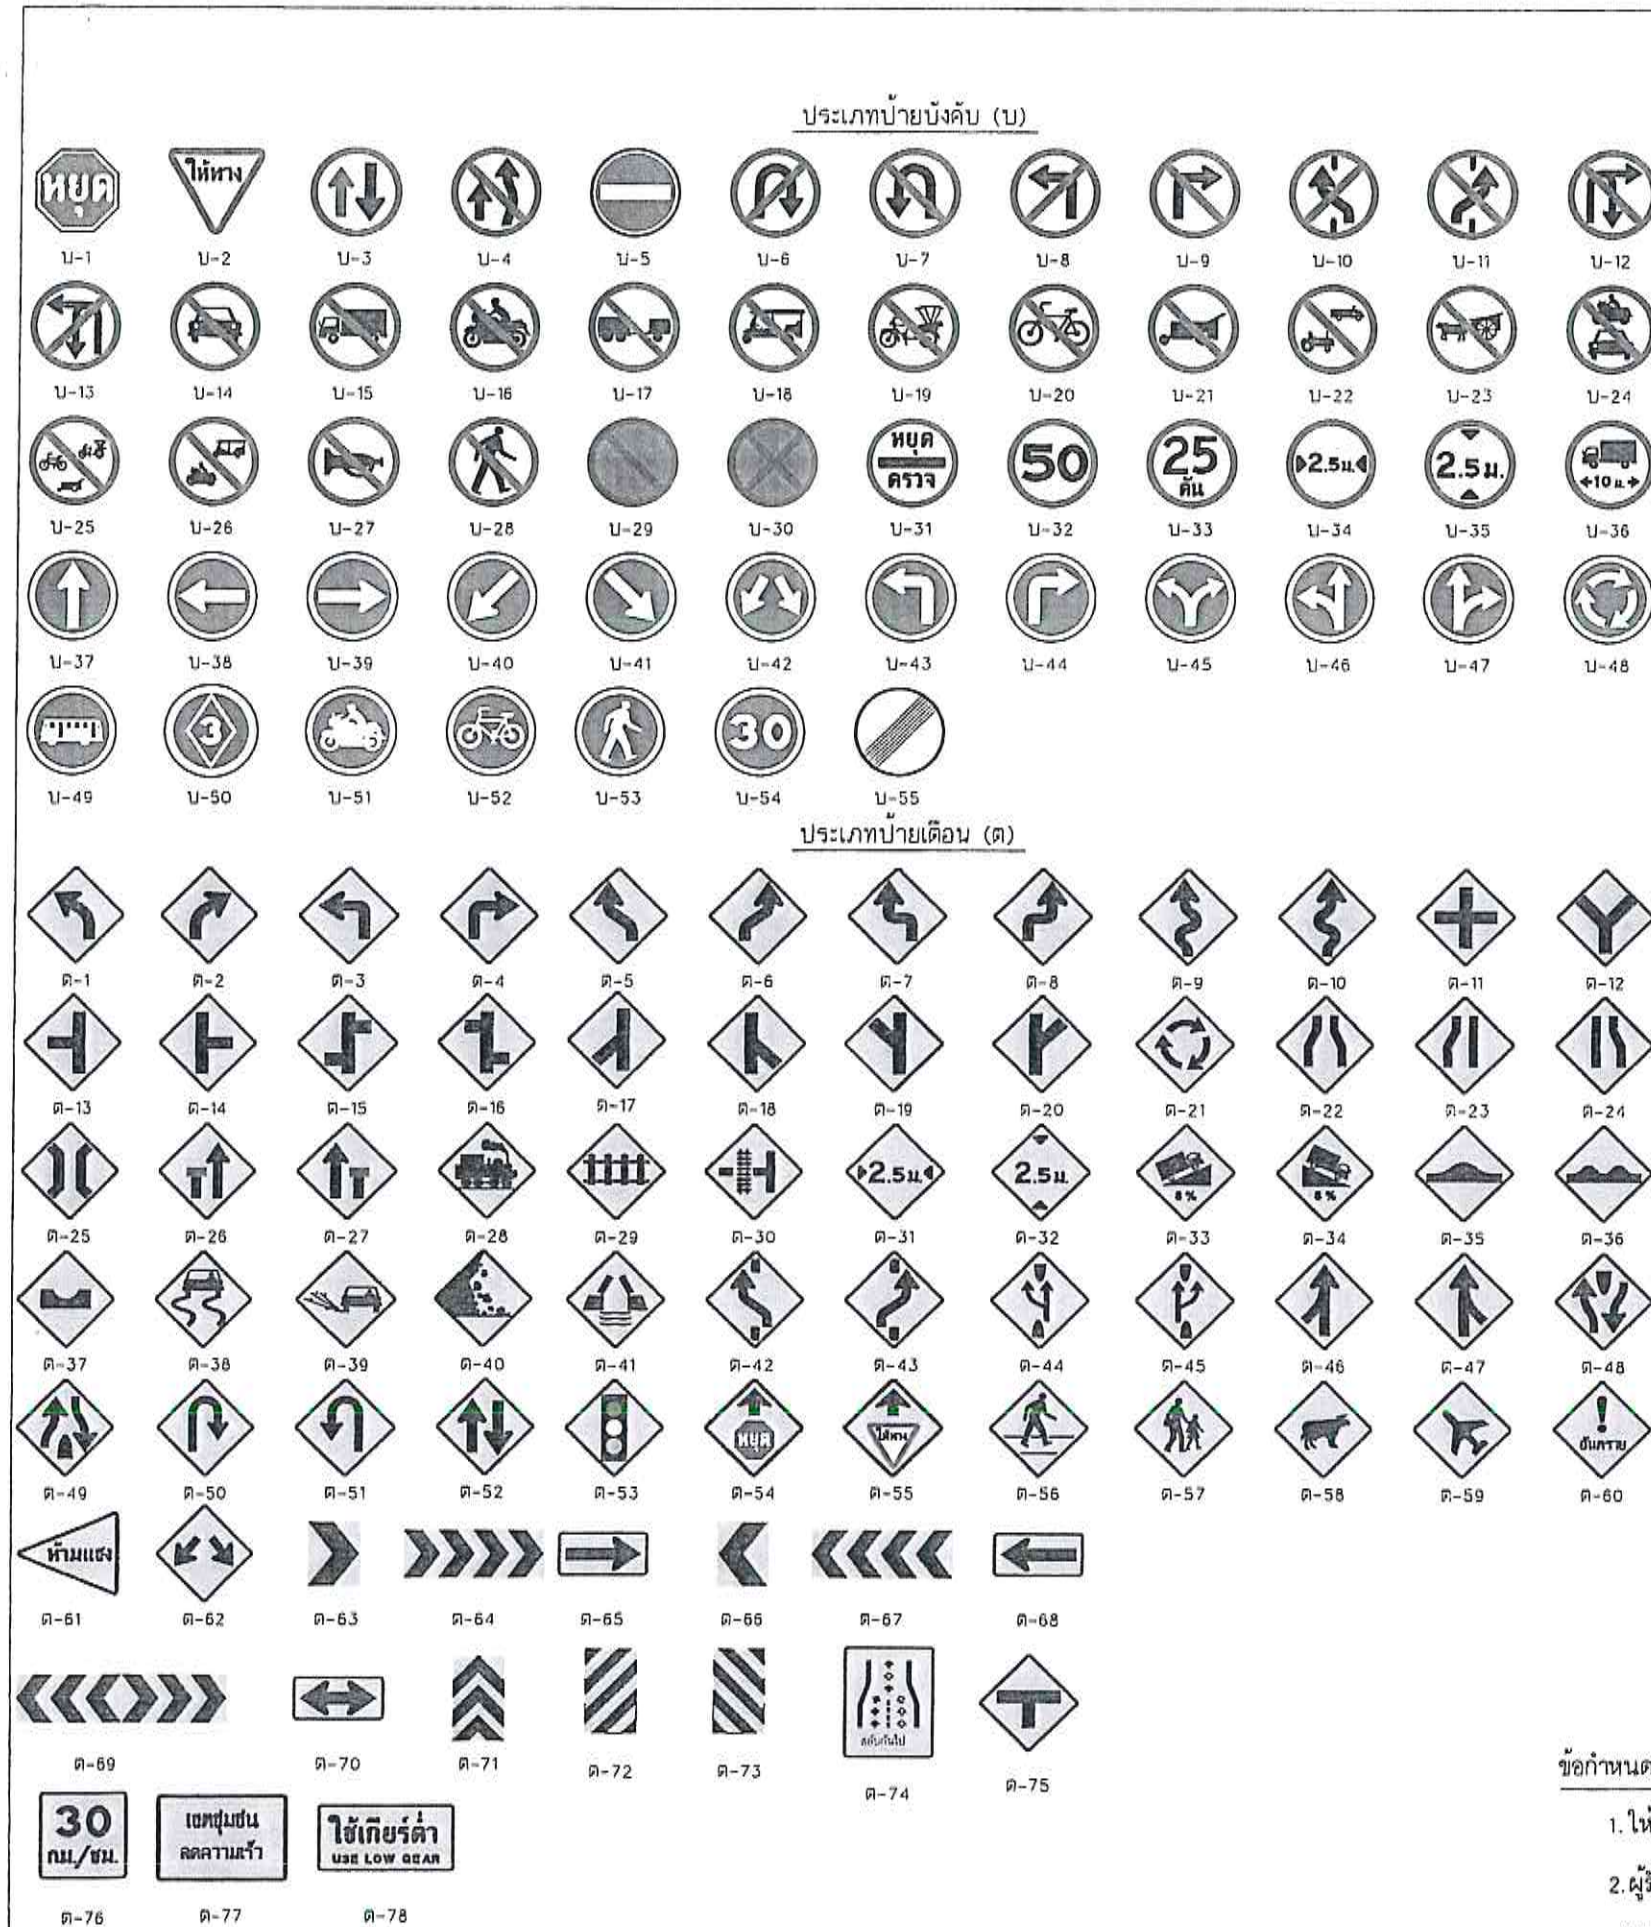 ประเภทป้ายบังคับ (บ)
หยุด
ให้ทาง
บ-1 บ-2 บ-3 บ-4 บ-5 บ-6 บ-7 บ-8 บ-9 บ-10 บ-11 บ-12
บ-13 บ-14 บ-15 บ-16 บ-17 บ-18 บ-19 บ-20 บ-21 บ-22 บ-23 บ-24
หยุด
ตรวจ
50
25
ตัน
2.5ม.
2.5ม.
10 ม.
บ-25 บ-26 บ-27 บ-28 บ-29 บ-30 บ-31 บ-32 บ-33 บ-34 บ-35 บ-36
บ-37 บ-38 บ-39 บ-40 บ-41 บ-42 บ-43 บ-44 บ-45 บ-46 บ-47 บ-48
3
30
บ-49 บ-50 บ-51 บ-52 บ-53 บ-54 บ-55
ประเภทป้ายเตือน (ต)
ต-1 ต-2 ต-3 ต-4 ต-5 ต-6 ต-7 ต-8 ต-9 ต-10 ต-11 ต-12
ต-13 ต-14 ต-15 ต-16 ต-17 ต-18 ต-19 ต-20 ต-21 ต-22 ต-23 ต-24
2.5ม.
2.5ม.
8 %
8 %
ต-25 ต-26 ต-27 ต-28 ต-29 ต-30 ต-31 ต-32 ต-33 ต-34 ต-35 ต-36
ต-37 ต-38 ต-39 ต-40 ต-41 ต-42 ต-43 ต-44 ต-45 ต-46 ต-47 ต-48
หยุด
ให้ทาง
!
อันตราย
ต-49 ต-50 ต-51 ต-52 ต-53 ต-54 ต-55 ต-56 ต-57 ต-58 ต-59 ต-60
ห้ามแซง
ต-61 ต-62 ต-63 ต-64 ต-65 ต-66 ต-67 ต-68
สลับกันไป
ต-69 ต-70 ต-71 ต-72 ต-73 ต-74 ต-75
30
กม./ชม.
เขตชุมชน
ลดความเร็ว
ใช้เกียร์ต่ำ
USE LOW GEAR
ต-76 ต-77 ต-78
ข้อกำหนด
1. ให้
2.